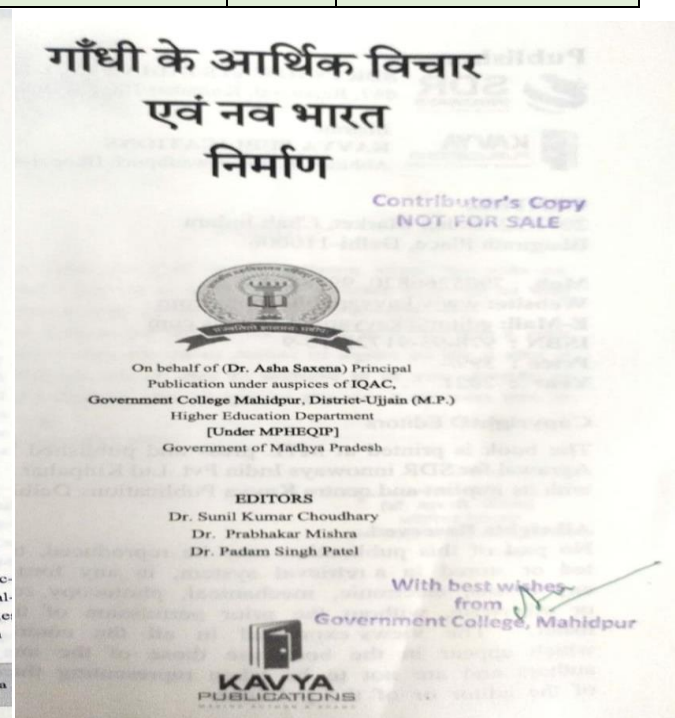 गाँधी के आर्थिक विचार
एवं नव भारत
निर्माण
Contributor's Copy
NOT FOR SALE
On behalf of (Dr. Asha Saxena) Principal
Publication under auspices of IQAC,
Government College Mahidpur, District-Ujjain (M.P.)
Higher Education Department
[Under MPHEQIP]
Government of Madhya Pradesh
EDITORS
Dr. Sunil Kumar Choudhary
Dr. Prabhakar Mishra
Dr. Padam Singh Patel
With best wishes
from
Government College, Mahidpur
KAVYA
PUBLICATIONS